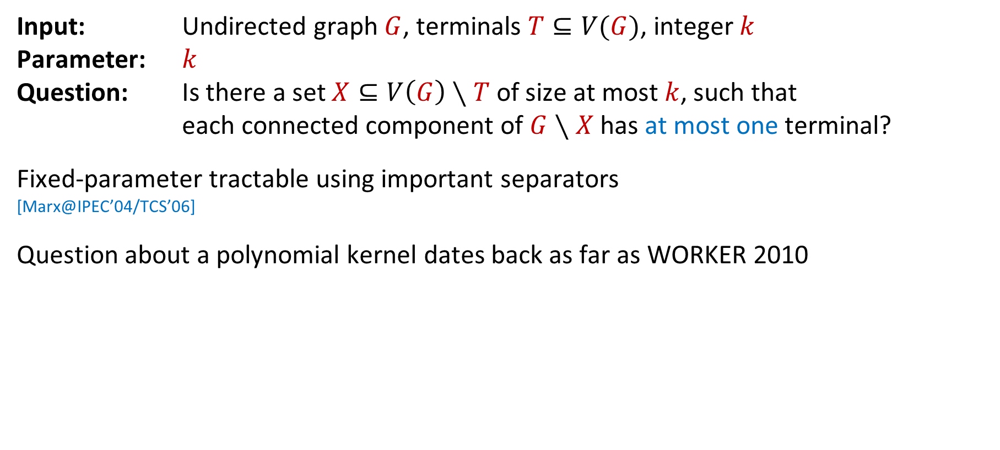 Input: Undirected graph G, terminals T ⊆ V(G), integer k
Parameter: k
Question: Is there a set X ⊆ V(G) \ T of size at most k, such that
each connected component of G \ X has at most one terminal?
Fixed-parameter tractable using important separators
[Marx@IPEC’04/TCS’06]
Question about a polynomial kernel dates back as far as WORKER 2010